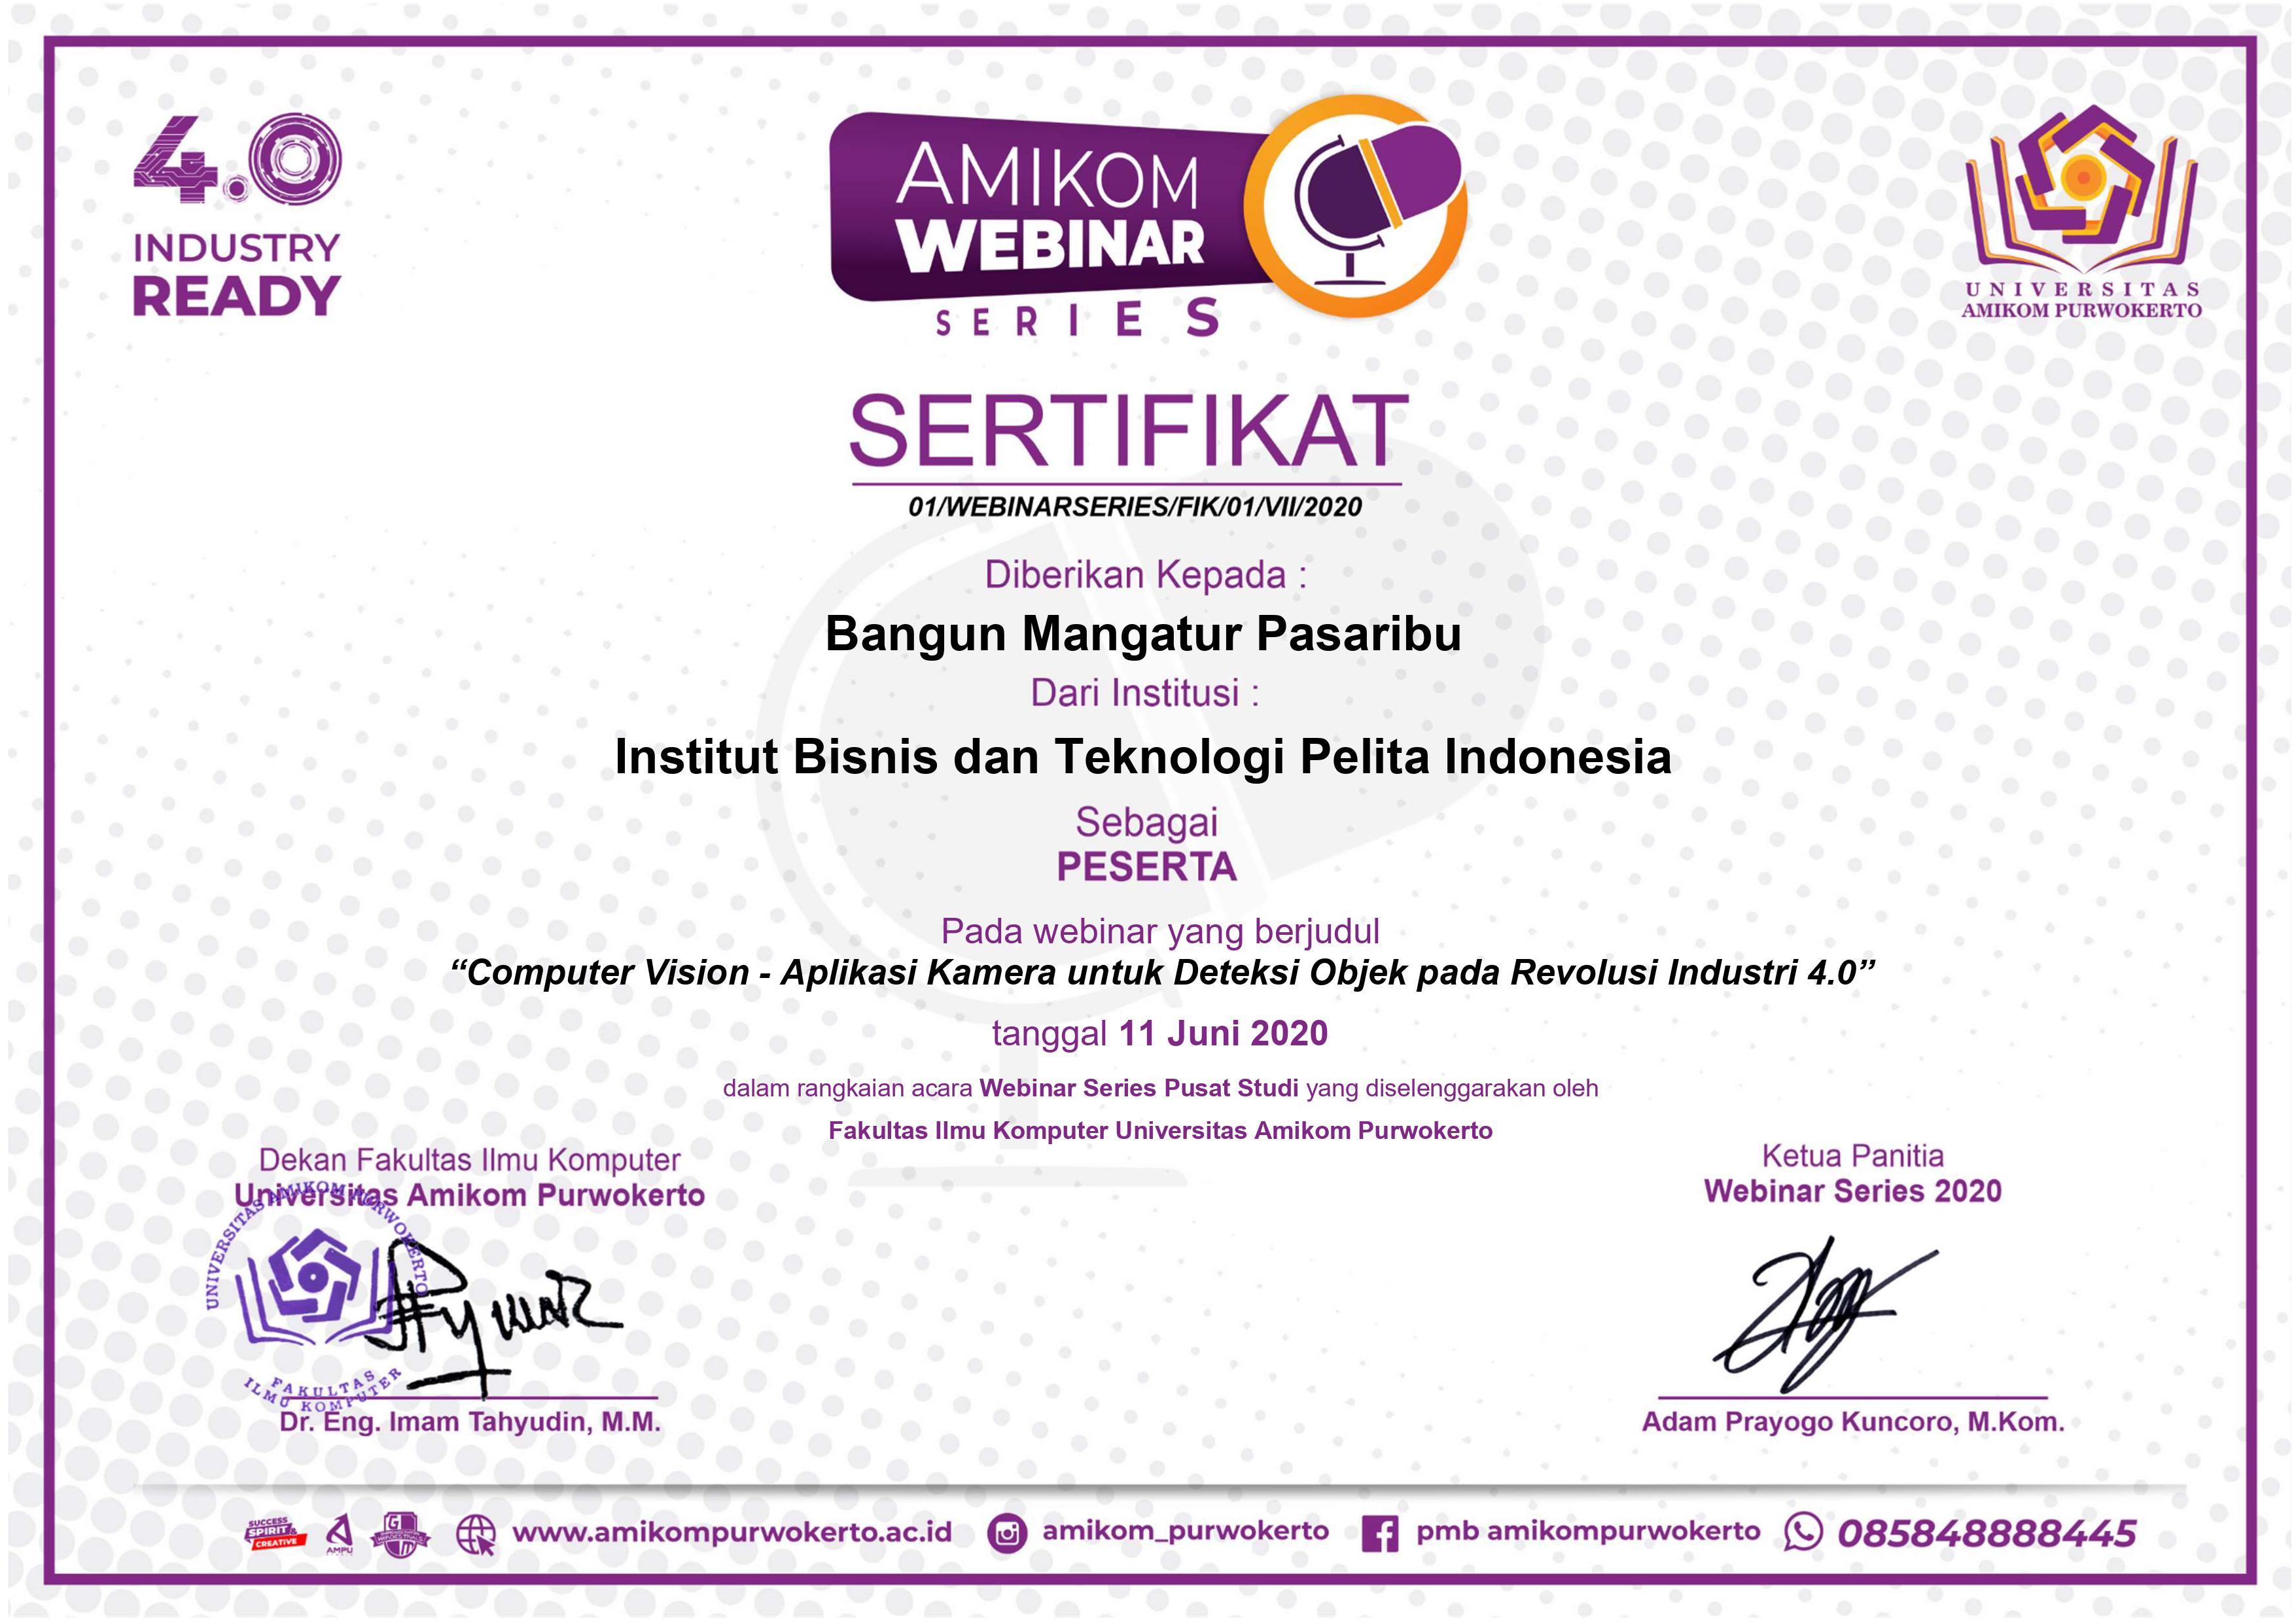 4.0
INDUSTRY
READY
AMIKOM
WEBINAR
SERIES
UNIVERSITAS
AMIKOM PURWOKERTO
SERTIFIKAT
01/WEBINARSERIES/FIK/01/VII/2020
Diberikan Kepada :
Bangun Mangatur Pasaribu
Dari Institusi :
Institut Bisnis dan Teknologi Pelita Indonesia
Sebagai
PESERTA
Pada webinar yang berjudul
“Computer Vision - Aplikasi Kamera untuk Deteksi Objek pada Revolusi Industri 4.0”
tanggal 11 Juni 2020
dalam rangkaian acara Webinar Series Pusat Studi yang diselenggarakan oleh
Fakultas Ilmu Komputer Universitas Amikom Purwokerto
Dekan Fakultas Ilmu Komputer
Universitas Amikom Purwokerto
UNIVERSITAS AMIKOM PURWOKERTO
FAKULTAS
ILMU KOMPUTER
Dr. Eng. Imam Tahyudin, M.M.
Ketua Panitia
Webinar Series 2020
Adam Prayogo Kuncoro, M.Kom.
SUCCESS
SPIRIT&
CREATIVE
AMPU
www.amikompurwokerto.ac.id
amikom_purwokerto
pmb amikompurwokerto
085848888445